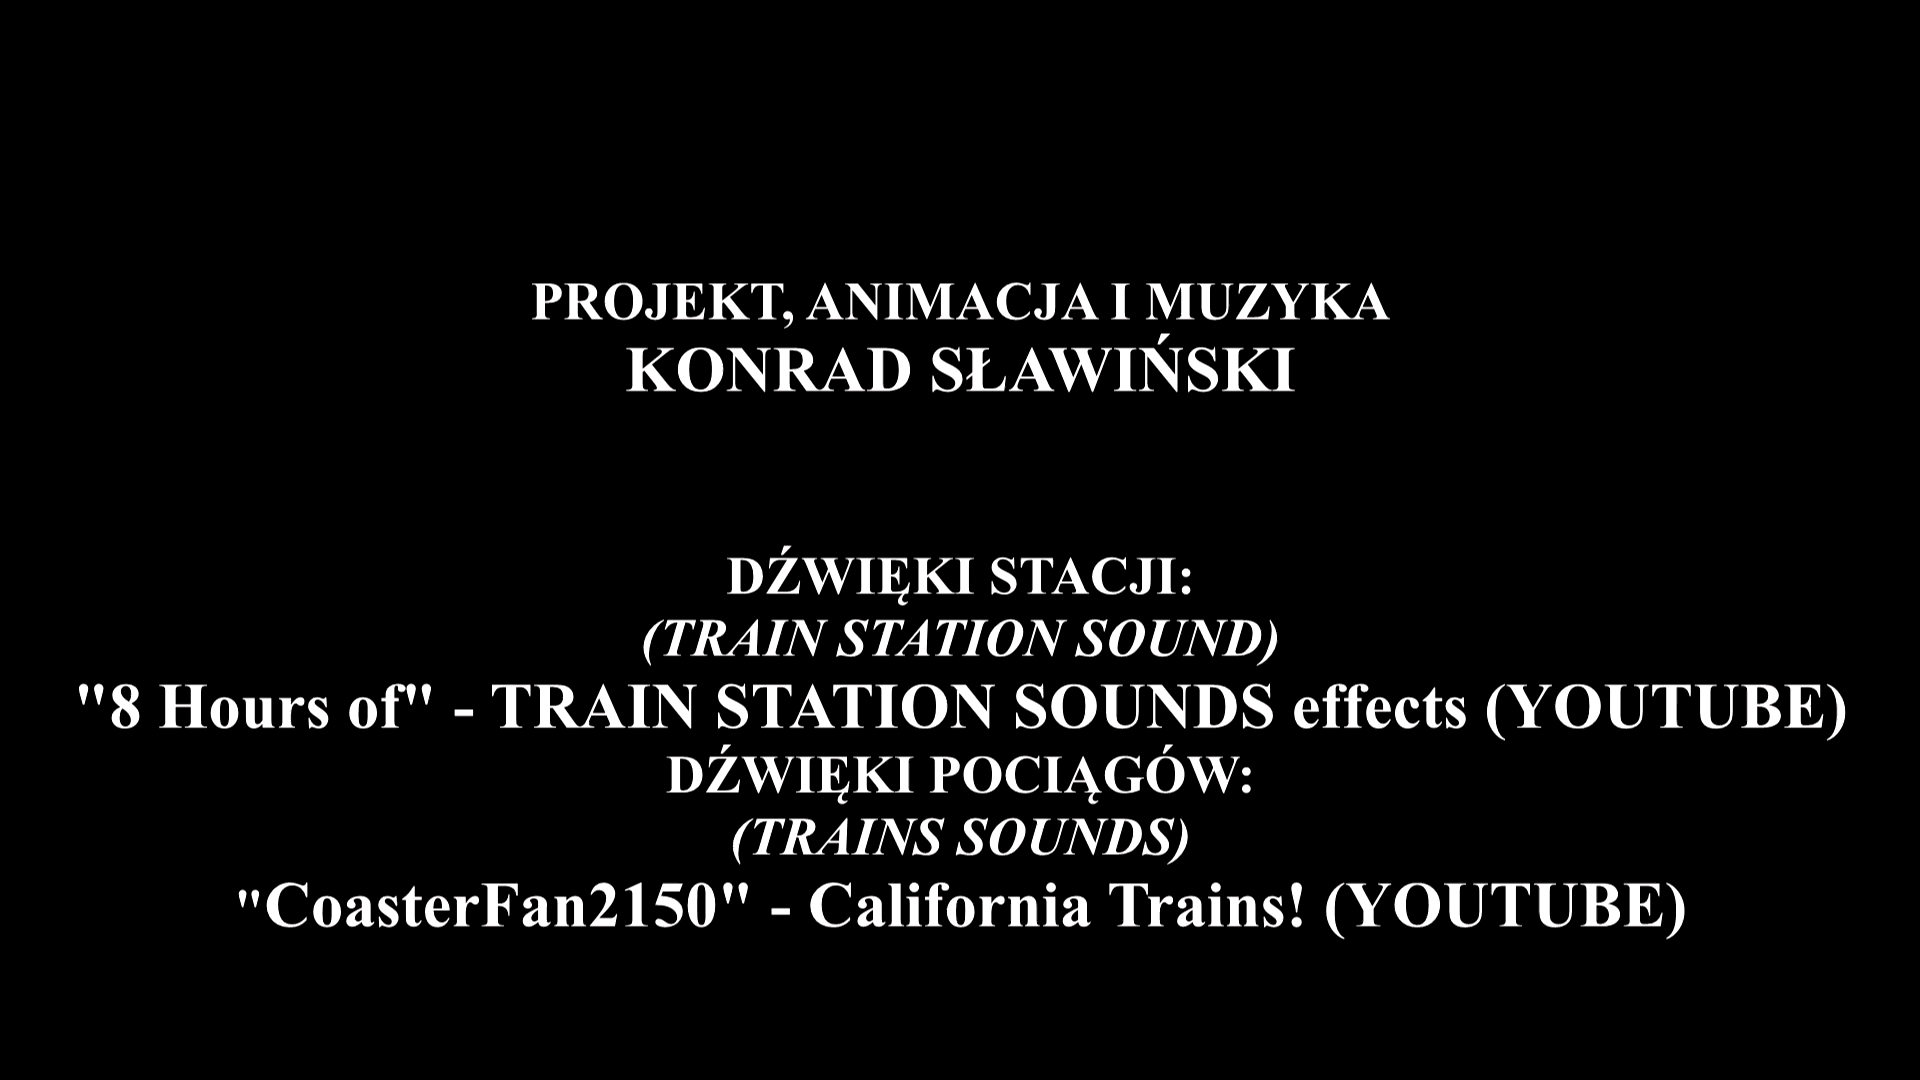 PROJEKT, ANIMACJA I MUZYKA
KONRAD SŁAWIŃSKI
DŹWIĘKI STACJI:
(TRAIN STATION SOUND)
"8 Hours of" - TRAIN STATION SOUNDS effects (YOUTUBE)
DŹWIĘKI POCIĄGÓW:
(TRAINS SOUNDS)
"CoasterFan2150" - California Trains! (YOUTUBE)